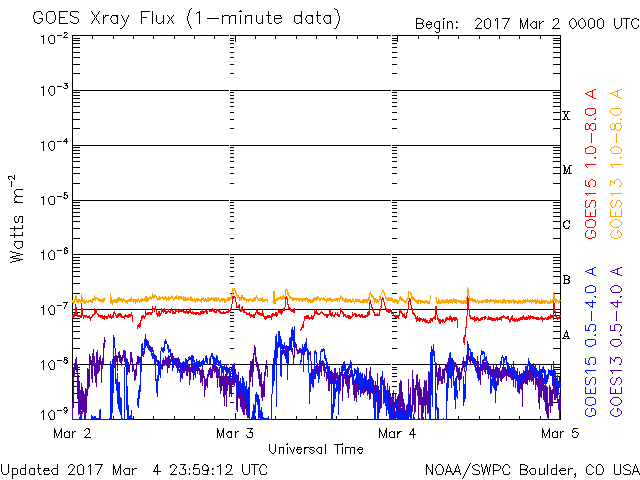 GOES Xray Flux (1-minute data)
Begin: 2017 Mar 2 0000 UTC
10⁻²
10⁻³
10⁻⁴
10⁻⁵
10⁻⁶
10⁻⁷
10⁻⁸
10⁻⁹
Watts m⁻²
X
M
C
B
A
GOES15 1.0-8.0 A
GOES13 1.0-8.0 A
GOES15 0.5-4.0 A
GOES13 0.5-4.0 A
Mar 2
Mar 3
Mar 4
Mar 5
Universal Time
Updated 2017 Mar 4 23:59:12 UTC
NOAA/SWPC Boulder, CO USA